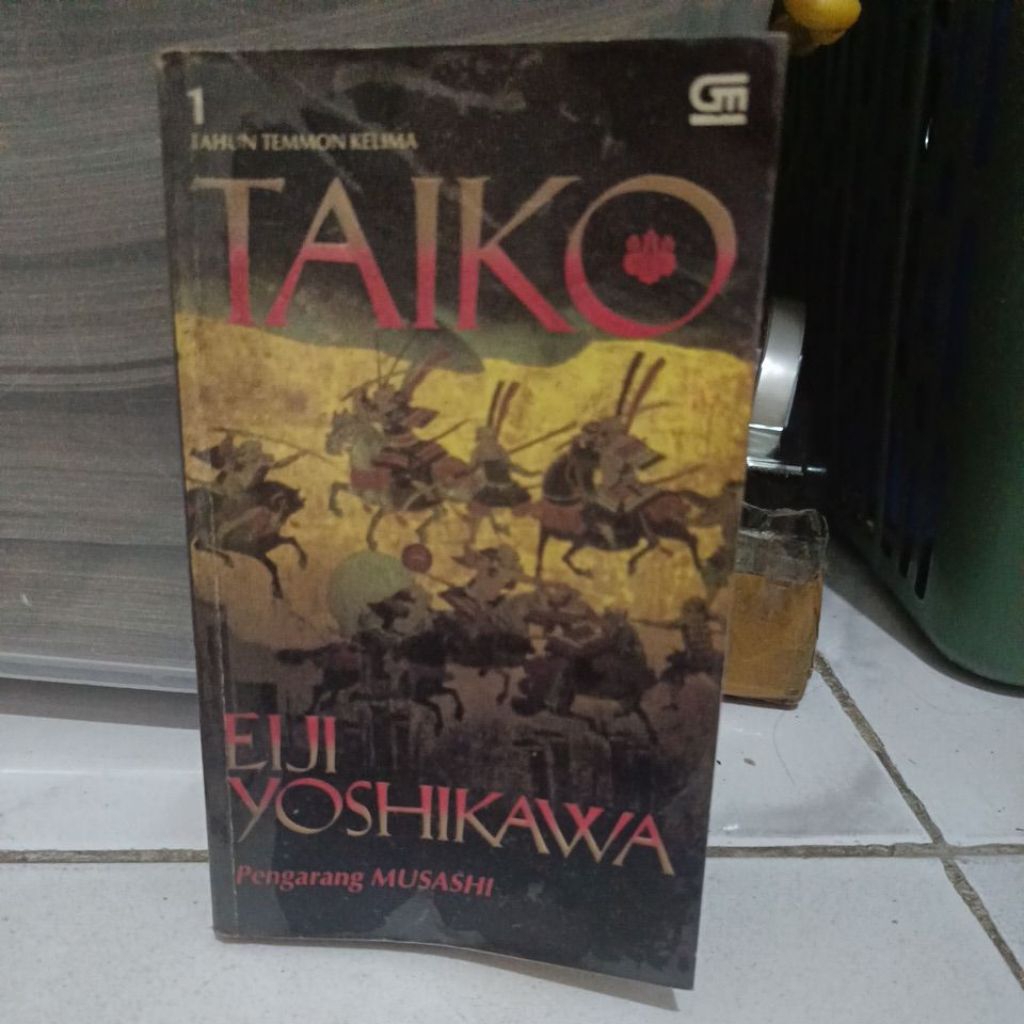 1
GM
TAHUN TEMMON KELIMA
TAIKO
EIJI
YOSHIKAWA
Pengarang MUSASHI